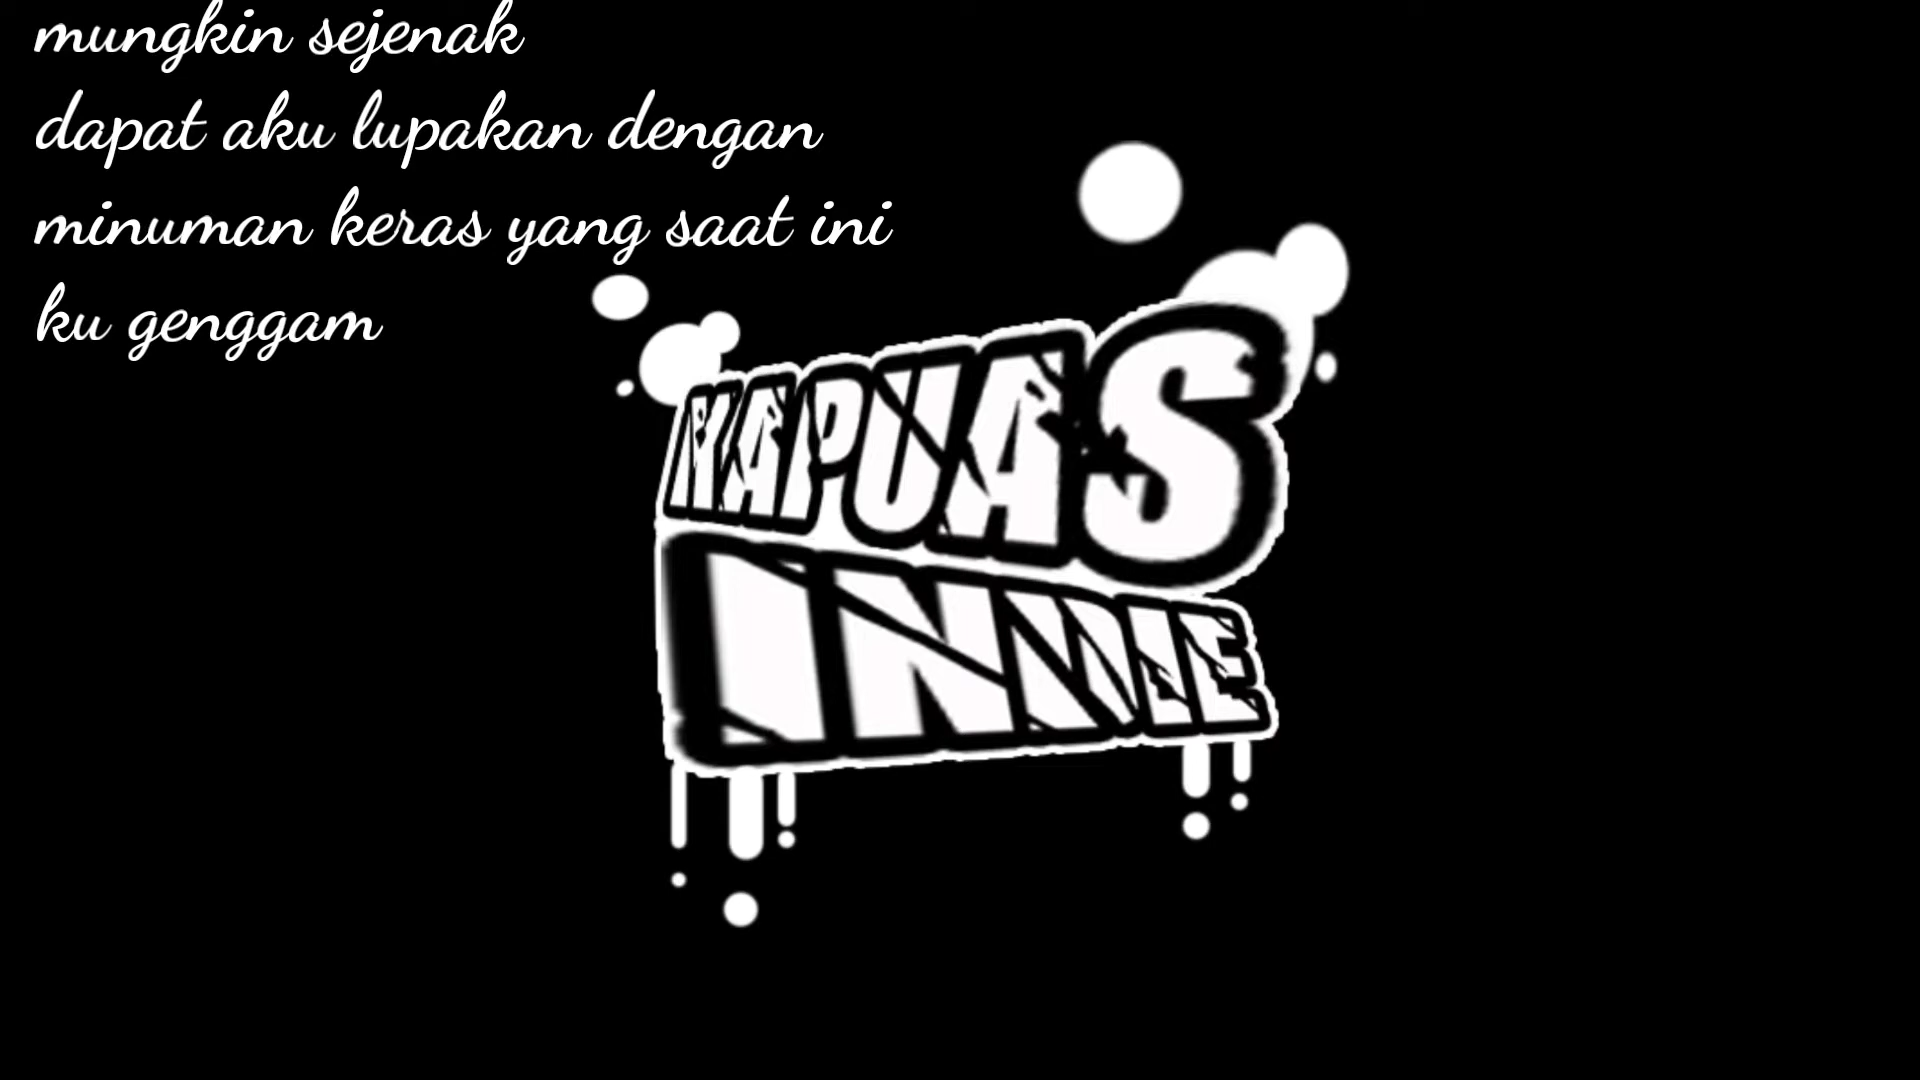 mungkin sejenak
dapat aku lupakan dengan
minuman keras yang saat ini
ku genggam
KAPUAS
INDIE